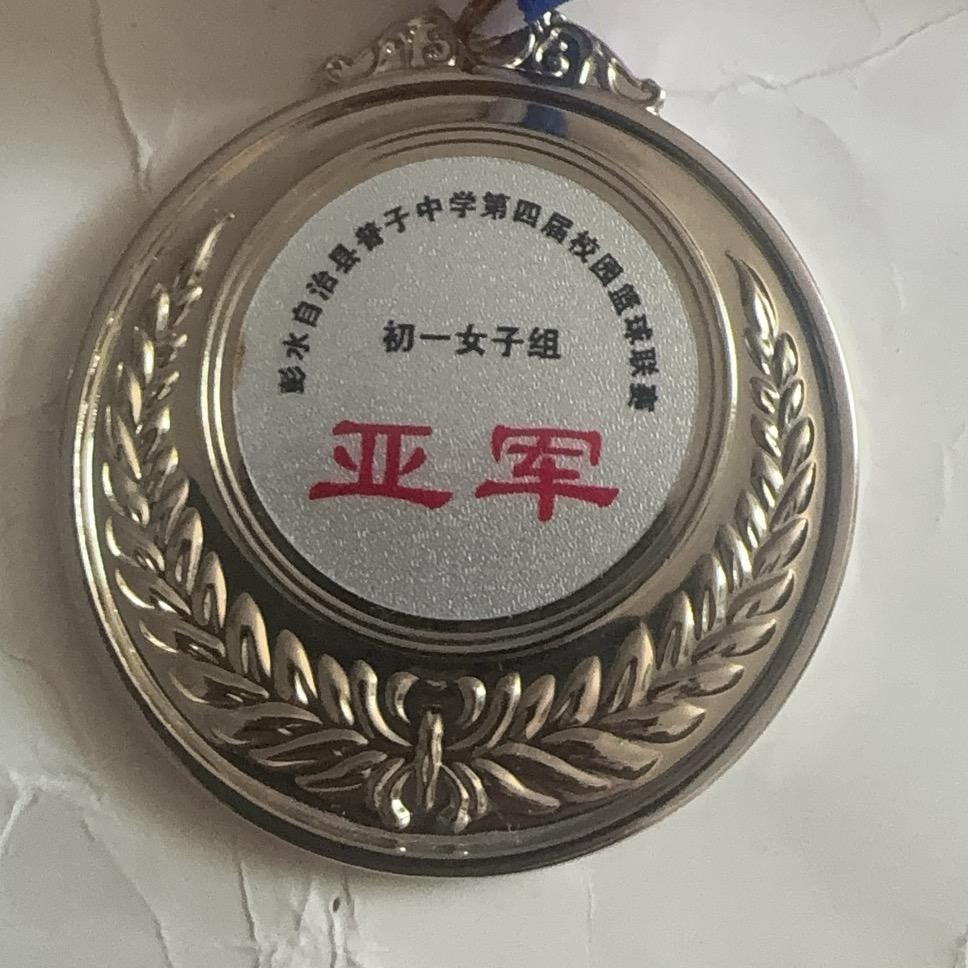 彭水自治县普子中学第四届校园篮球联赛
初一女子组
亚军